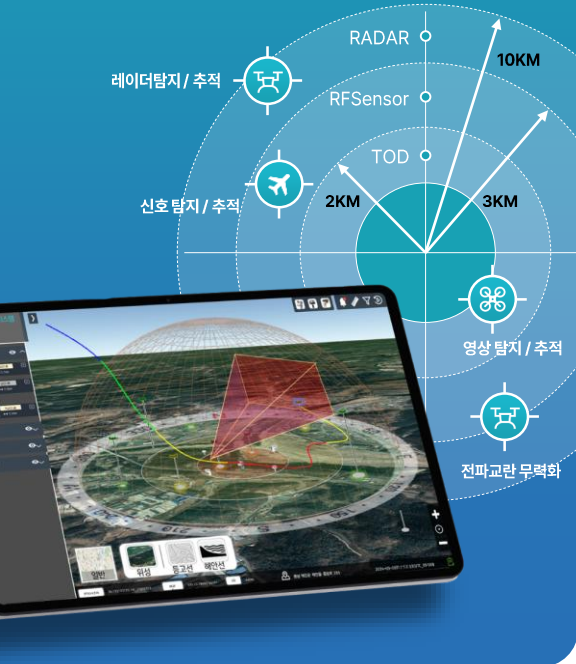 RADAR
10KM
레이더탐지 / 추적
RFSensor
TOD
신호 탐지 / 추적
2KM
3KM
영상 탐지 / 추적
전파교란 무력화
일반
위성
등고선
해안선